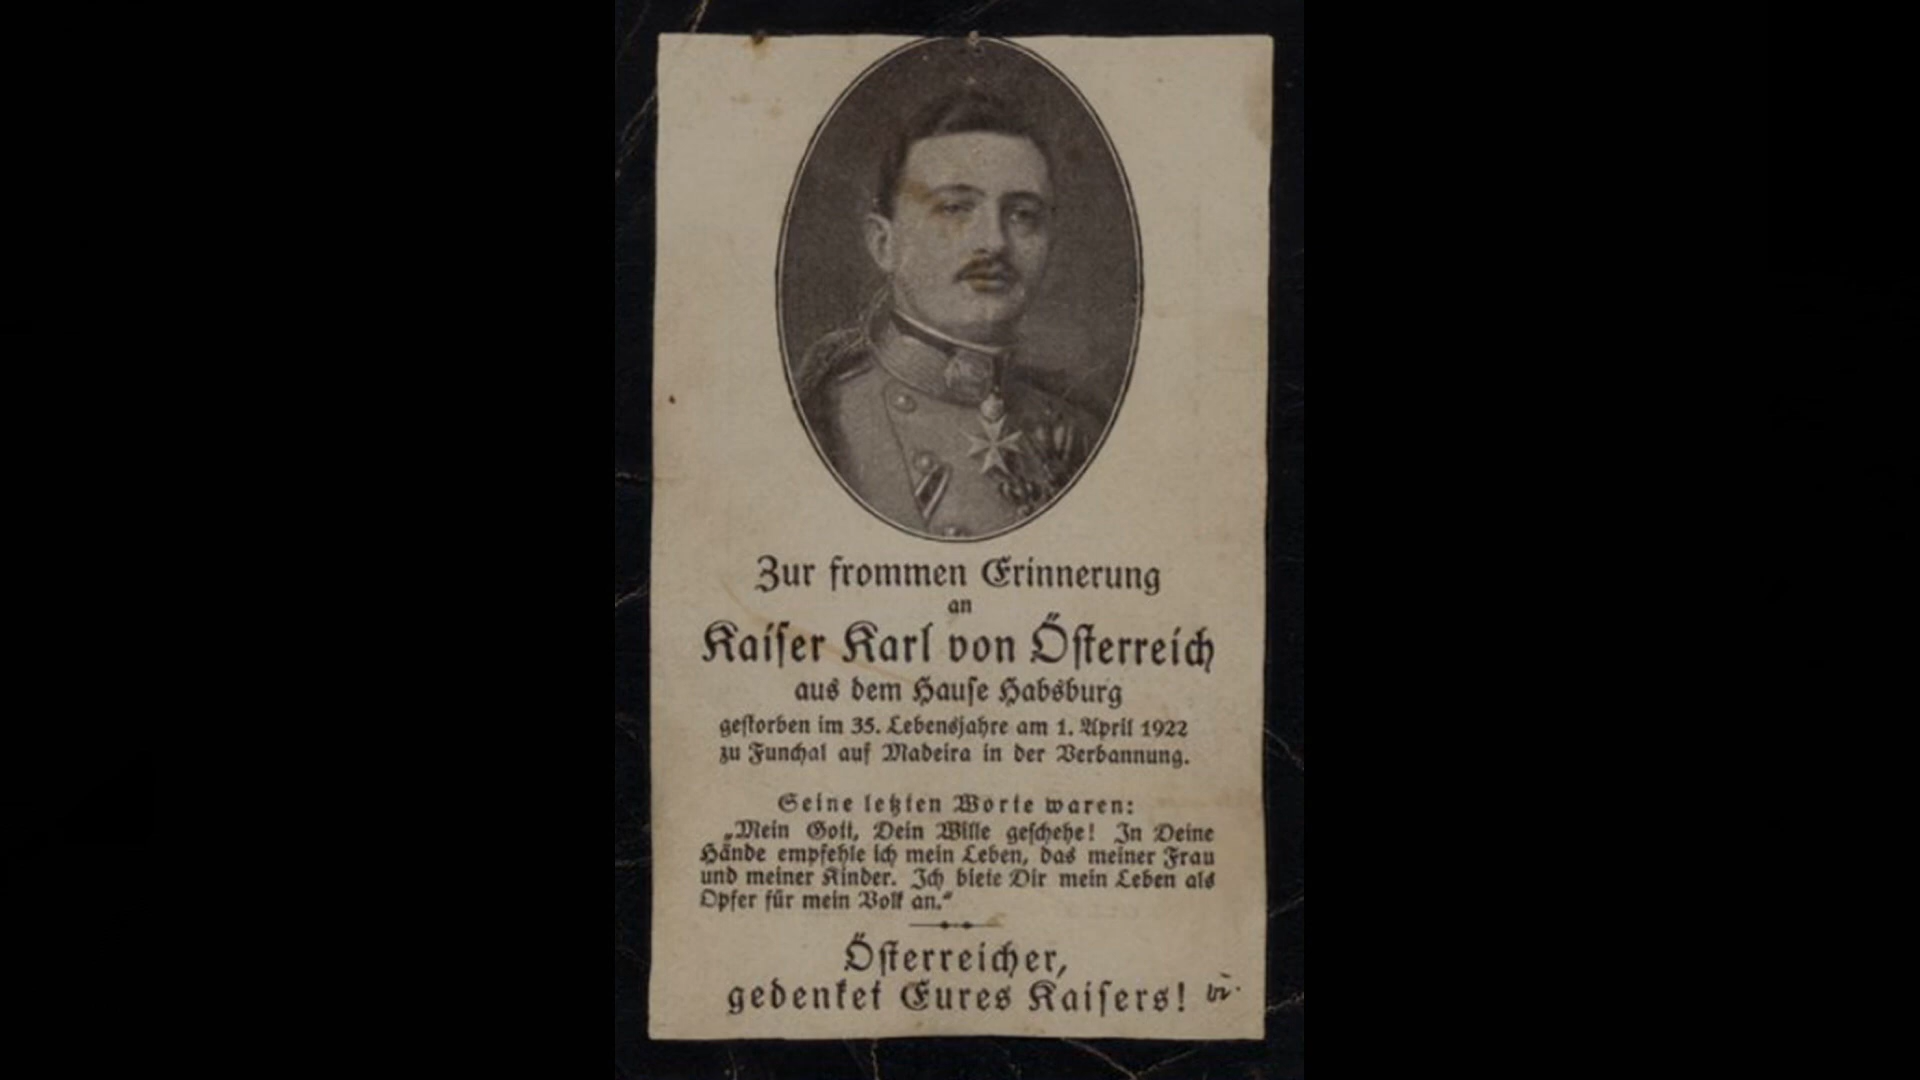 Zur frommen Erinnerung
an
Kaiſer Karl von Öſterreich
aus dem Hauſe Habsburg
geſtorben im 35. Lebensjahre am 1. April 1922
zu Funchal auf Madeira in der Verbannung.
Seine letzten Worte waren:
„Mein Gott, Dein Wille geſchehe! In Deine
Hände empfehle ich mein Leben, das meiner Frau
und meiner Kinder. Ich biete Dir mein Leben als
Opfer für mein Volk an.“
Öſterreicher,
gedenket Eures Kaiſers!